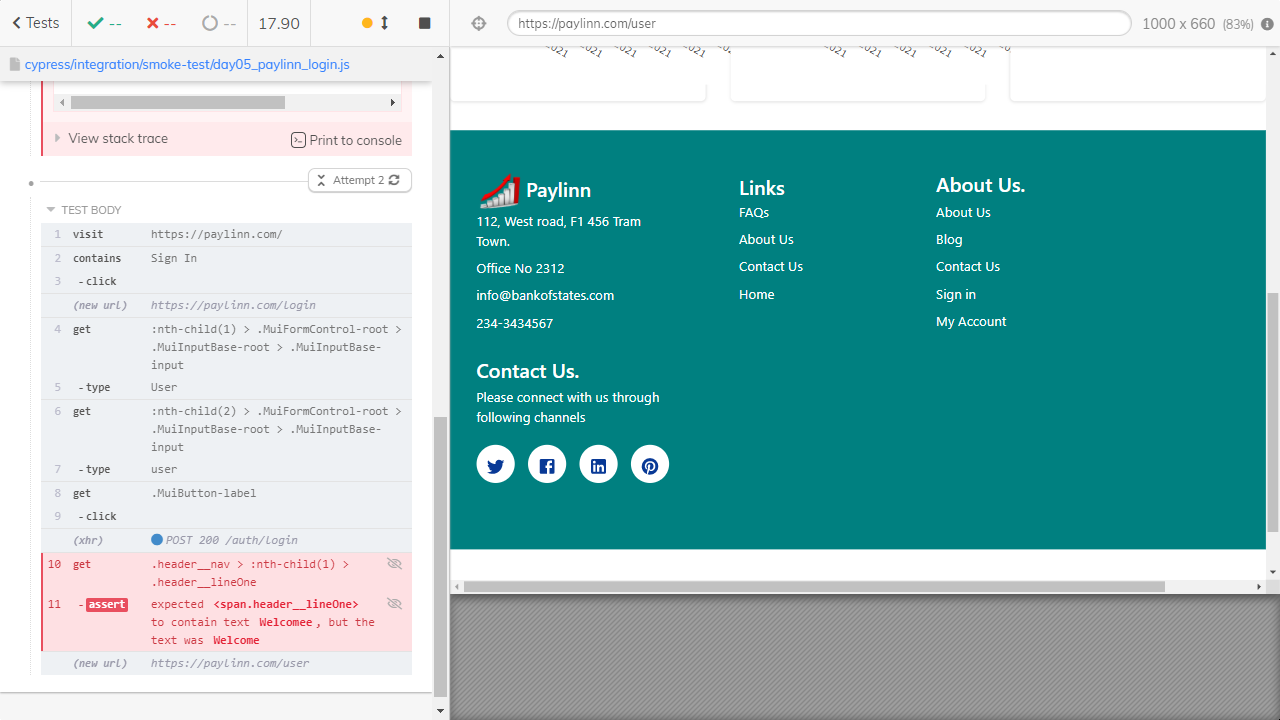 Tests
--
--
--
17.90
https://paylinn.com/user
1000 x 660 (83%)
cypress/integration/smoke-test/day05_paylinn_login.js
View stack trace
Print to console
Attempt 2
TEST BODY
1 visit https://paylinn.com/
2 contains Sign In
3 -click
(new url) https://paylinn.com/login
4 get :nth-child(1) > .MuiFormControl-root >
.MuiInputBase-root > .MuiInputBase-
input
5 -type User
6 get :nth-child(2) > .MuiFormControl-root >
.MuiInputBase-root > .MuiInputBase-
input
7 -type user
8 get .MuiButton-label
9 -click
(xhr) POST 200 /auth/login
10 get .header__nav > :nth-child(1) >
.header__lineOne
11 -assert expected <span.header__lineOne>
to contain text Welcomee, but the
text was Welcome
(new url) https://paylinn.com/user
Paylinn
112, West road, F1 456 Tram
Town.
Office No 2312
info@bankofstates.com
234-3434567
Links
FAQs
About Us
Contact Us
Home
About Us.
About Us
Blog
Contact Us
Sign in
My Account
Contact Us.
Please connect with us through
following channels